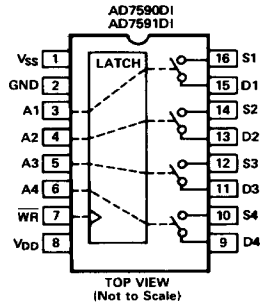 AD7590DI
AD7591DI
LATCH
VSS 1
GND 2
A1 3
A2 4
A3 5
A4 6
WR 7
VDD 8
16 S1
15 D1
14 S2
13 D2
12 S3
11 D3
10 S4
9 D4
TOP VIEW
(Not to Scale)